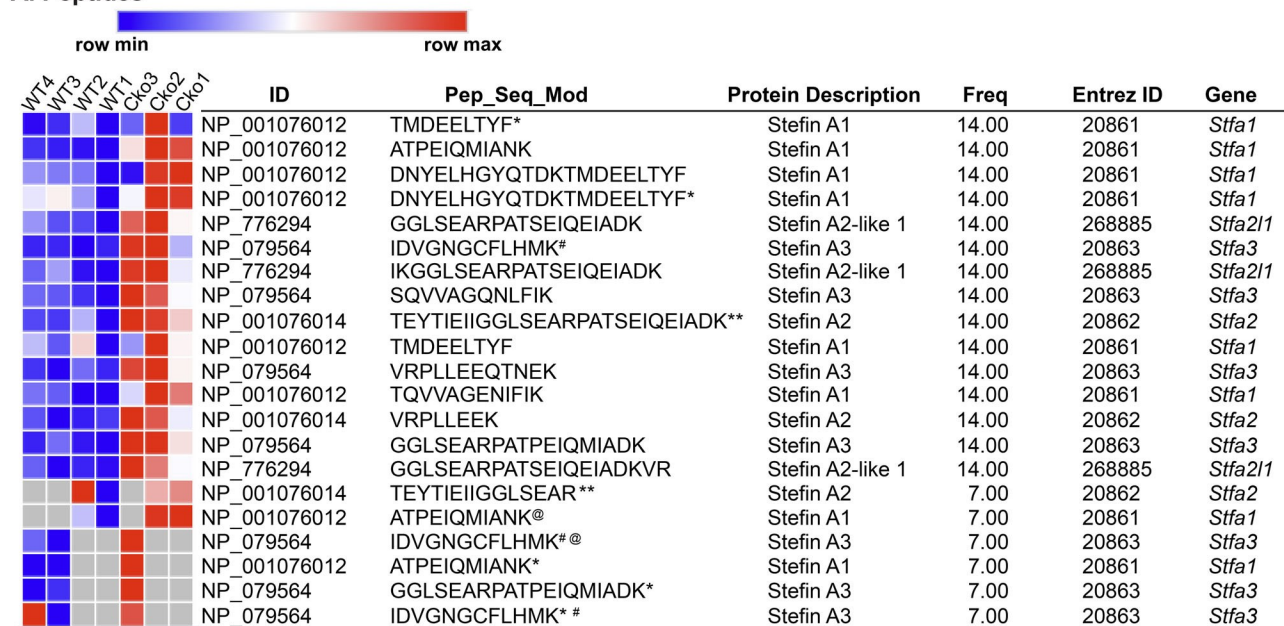 row min row max
WT4 WT3 WT2 WT1 Cko3 Cko2 Cko1 ID Pep_Seq_Mod Protein Description Freq Entrez ID Gene
NP_001076012 TMDEELTYF* Stefin A1 14.00 20861 Stfa1
NP_001076012 ATPEIQMIANK Stefin A1 14.00 20861 Stfa1
NP_001076012 DNYELHGYQTDKTMDEELTYF Stefin A1 14.00 20861 Stfa1
NP_001076012 DNYELHGYQTDKTMDEELTYF* Stefin A1 14.00 20861 Stfa1
NP_776294 GGLSEARPATSEIQEIADK Stefin A2-like 1 14.00 268885 Stfa2l1
NP_079564 IDVGNGCFLHMK# Stefin A3 14.00 20863 Stfa3
NP_776294 IKGGLSEARPATSEIQEIADK Stefin A2-like 1 14.00 268885 Stfa2l1
NP_079564 SQVVAGQNLFIK Stefin A3 14.00 20863 Stfa3
NP_001076014 TEYTIEIIGGLSEARPATSEIQEIADK** Stefin A2 14.00 20862 Stfa2
NP_001076012 TMDEELTYF Stefin A1 14.00 20861 Stfa1
NP_079564 VRPLLEEQTNEK Stefin A3 14.00 20863 Stfa3
NP_001076012 TQVVAGENIFIK Stefin A1 14.00 20861 Stfa1
NP_001076014 VRPLLEEK Stefin A2 14.00 20862 Stfa2
NP_079564 GGLSEARPATPEIQMIADK Stefin A3 14.00 20863 Stfa3
NP_776294 GGLSEARPATSEIQEIADKVR Stefin A2-like 1 14.00 268885 Stfa2l1
NP_001076014 TEYTIEIIGGLSEAR** Stefin A2 7.00 20862 Stfa2
NP_001076012 ATPEIQMIANK@ Stefin A1 7.00 20861 Stfa1
NP_079564 IDVGNGCFLHMK#@ Stefin A3 7.00 20863 Stfa3
NP_001076012 ATPEIQMIANK* Stefin A1 7.00 20861 Stfa1
NP_079564 GGLSEARPATPEIQMIADK* Stefin A3 7.00 20863 Stfa3
NP_079564 IDVGNGCFLHMK* # Stefin A3 7.00 20863 Stfa3